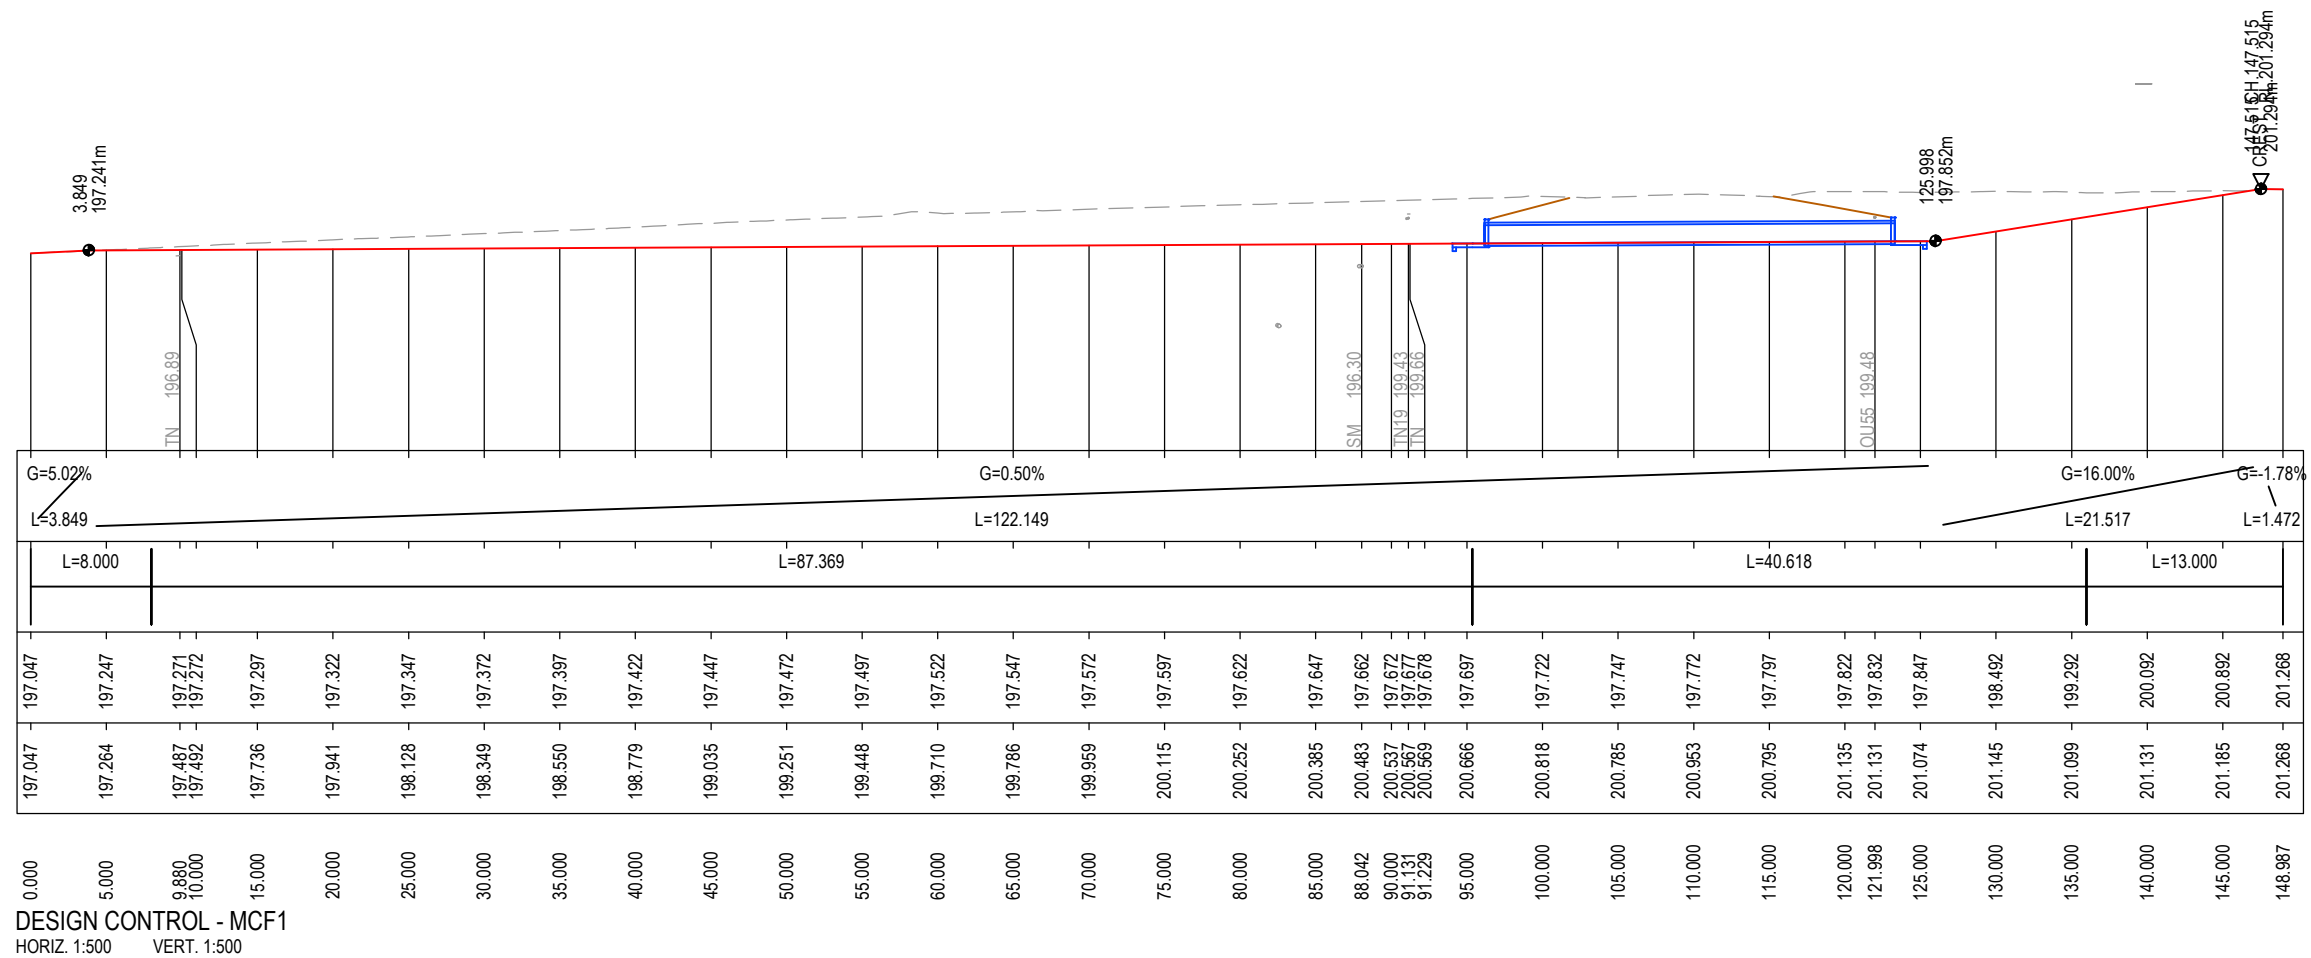 3.849
197.241m
125.998
197.852m
147.515
201.294m
CREST CH.147.515
RL.201.294m
TN 196.89
SM 196.30
TN19 199.43
TN 199.66
OU55 199.48
G=5.02% G=0.50% G=16.00% G=-1.78%
L=3.849 L=122.149 L=21.517 L=1.472
L=8.000 L=87.369 L=40.618 L=13.000
197.047 197.247 197.271 197.272 197.297 197.322 197.347 197.372 197.397 197.422 197.447 197.472 197.497 197.522 197.547 197.572 197.597 197.622 197.647 197.662 197.672 197.677 197.678 197.697 197.722 197.747 197.772 197.797 197.822 197.832 197.847 198.492 199.292 200.092 200.892 201.268
197.047 197.264 197.487 197.492 197.736 197.941 198.128 198.349 198.550 198.779 199.035 199.251 199.448 199.710 199.786 199.959 200.115 200.252 200.385 200.483 200.537 200.567 200.569 200.666 200.818 200.785 200.953 200.795 201.135 201.131 201.074 201.145 201.099 201.131 201.185 201.268
0.000 5.000 9.880 10.000 15.000 20.000 25.000 30.000 35.000 40.000 45.000 50.000 55.000 60.000 65.000 70.000 75.000 80.000 85.000 88.042 90.000 91.131 91.229 95.000 100.000 105.000 110.000 115.000 120.000 121.998 125.000 130.000 135.000 140.000 145.000 148.987
DESIGN CONTROL - MCF1
HORIZ. 1:500 VERT. 1:500